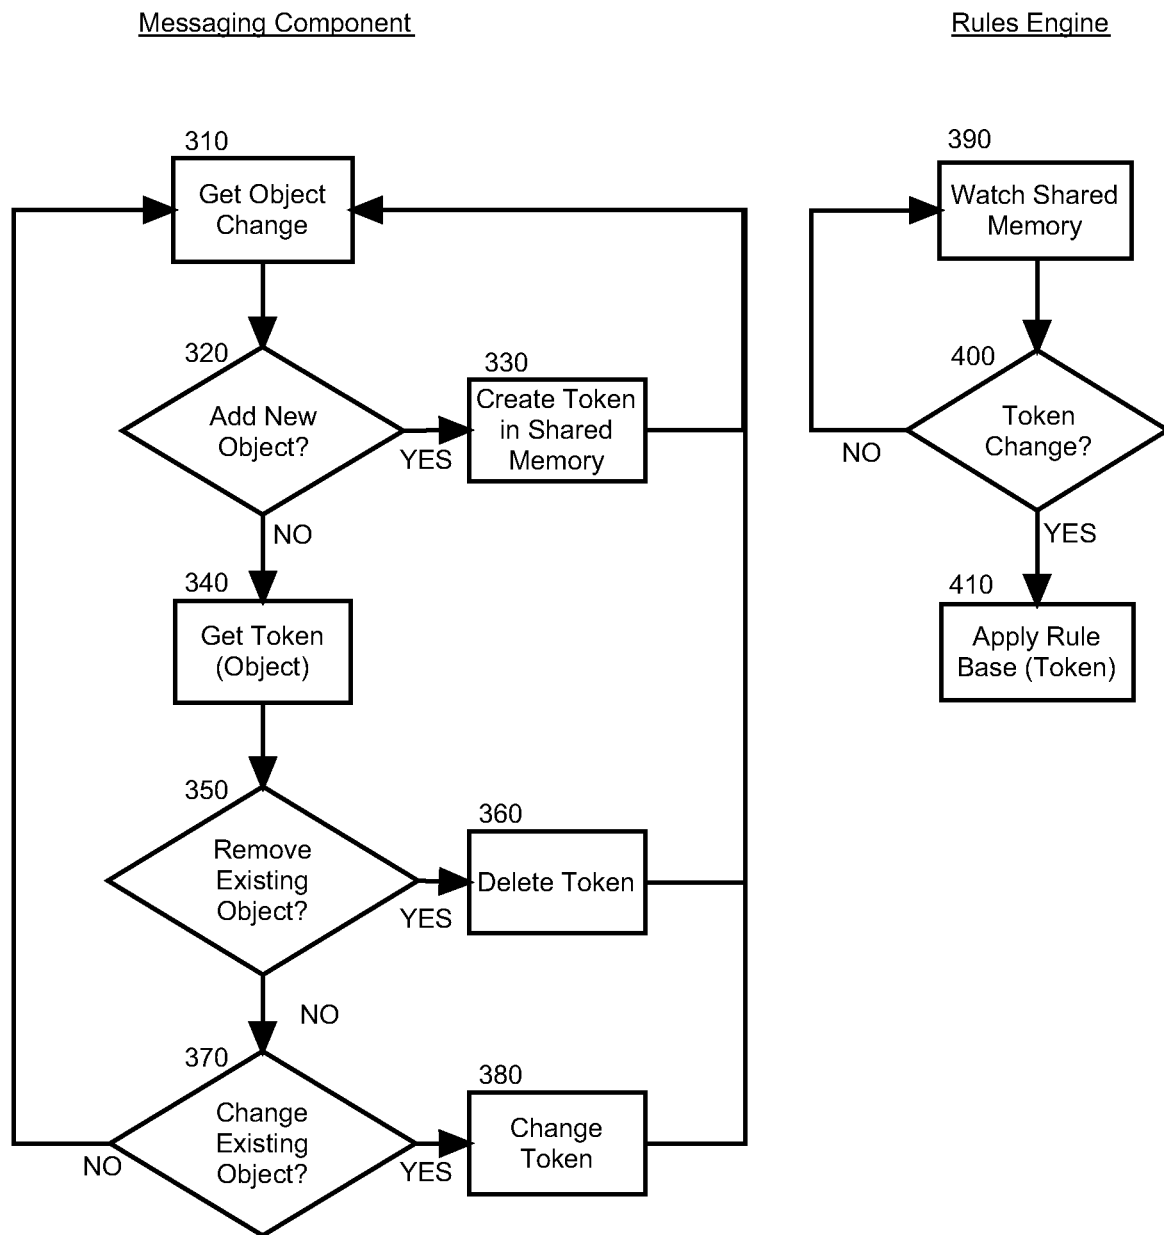 Messaging Component
310
Get Object
Change
320
Add New
Object?
YES
NO
330
Create Token
in Shared
Memory
340
Get Token
(Object)
350
Remove
Existing
Object?
YES
NO
360
Delete Token
370
Change
Existing
Object?
NO
YES
380
Change
Token
Rules Engine
390
Watch Shared
Memory
400
Token
Change?
NO
YES
410
Apply Rule
Base (Token)